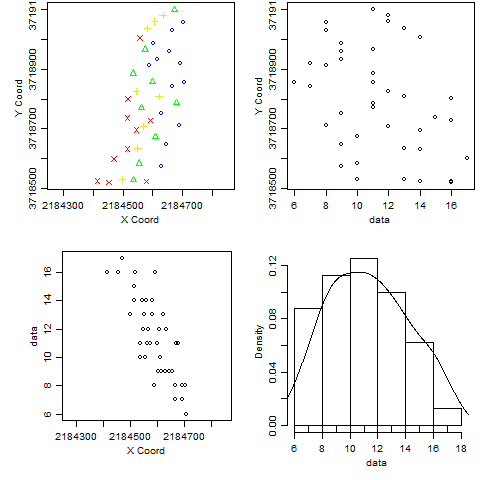 37191
3718900
3718700
3718500
Y Coord
2184300 2184500 2184700
X Coord
37191
3718900
3718700
3718500
Y Coord
6 8 10 12 14 16
data
16
14
12
10
8
6
data
2184300 2184500 2184700
X Coord
0.12
0.08
0.04
0.00
Density
6 8 10 12 14 16 18
data